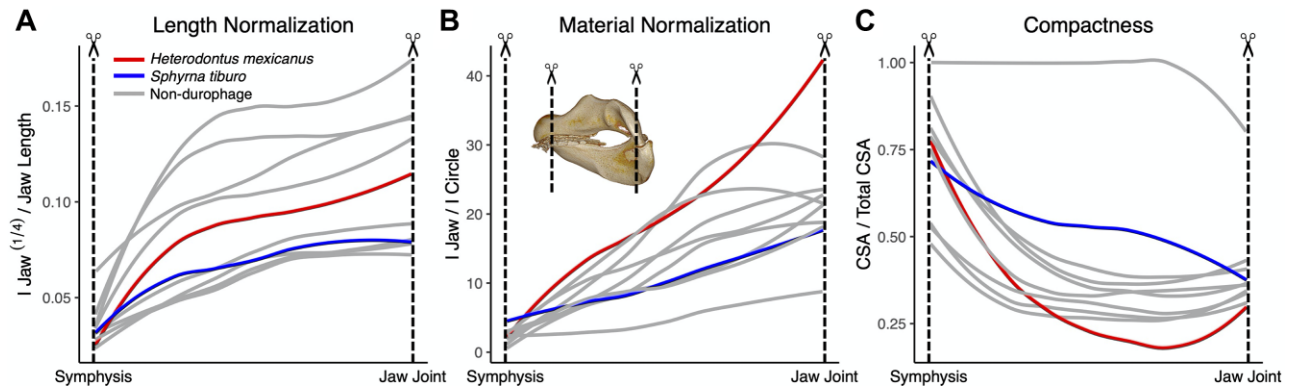 A
Length Normalization
Heterodontus mexicanus
Sphyrna tiburo
Non-durophage
I Jaw (1/4) / Jaw Length
0.15
0.10
0.05
Symphysis
Jaw Joint
B
Material Normalization
I Jaw / I Circle
40
30
20
10
0
Symphysis
Jaw Joint
C
Compactness
CSA / Total CSA
1.00
0.75
0.50
0.25
Symphysis
Jaw Joint